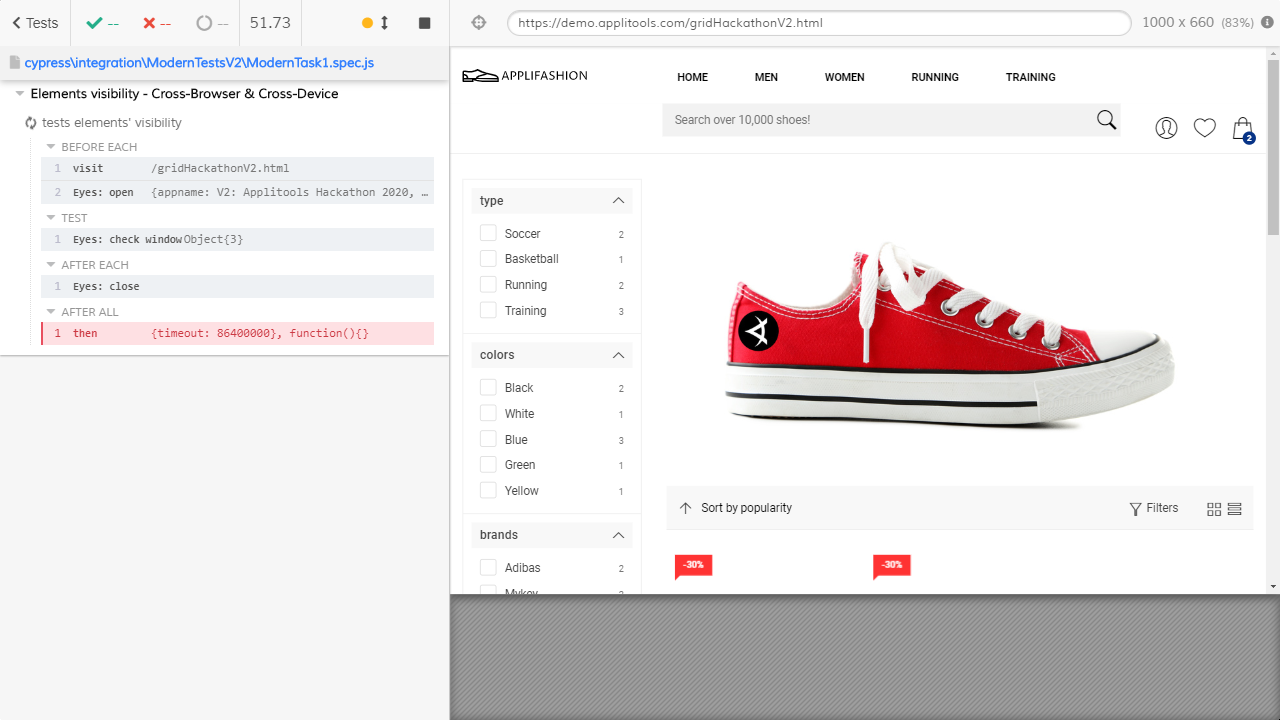 Tests
--
--
--
51.73
cypress\integration\ModernTestsV2\ModernTask1.spec.js
Elements visibility - Cross-Browser & Cross-Device
tests elements' visibility
BEFORE EACH
1 visit /gridHackathonV2.html
2 Eyes: open {appname: V2: Applitools Hackathon 2020, …
TEST
1 Eyes: check window Object{3}
AFTER EACH
1 Eyes: close
AFTER ALL
1 then {timeout: 86400000}, function(){}
https://demo.applitools.com/gridHackathonV2.html
1000 x 660 (83%)
APPLIFASHION
HOME MEN WOMEN RUNNING TRAINING
Search over 10,000 shoes!
2
type
Soccer 2
Basketball 1
Running 2
Training 3
colors
Black 2
White 1
Blue 3
Green 1
Yellow 1
brands
Adibas 2
Sort by popularity
Filters
-30%
-30%